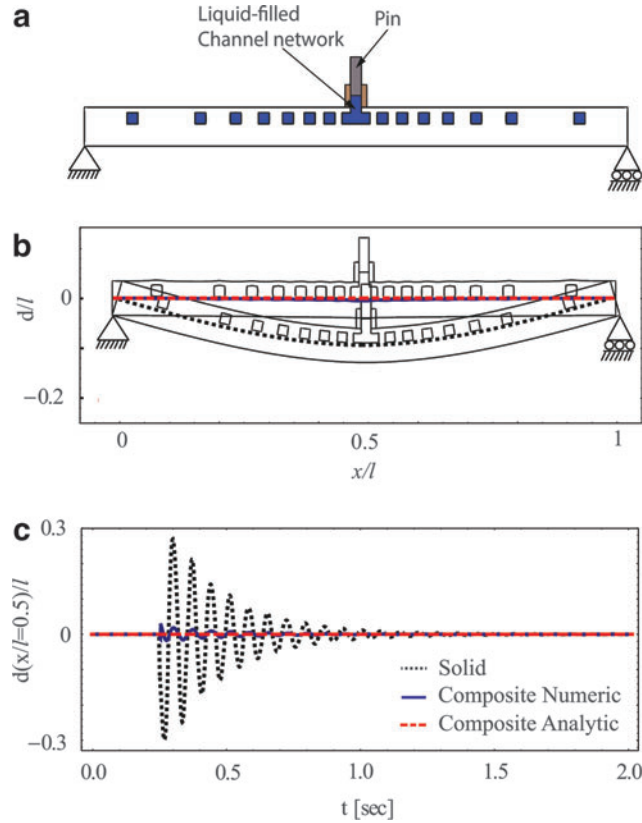 a
Liquid-filled
Channel network
Pin
b
d/l
0
−0.2
0
0.5
1
x/l
c
d(x/l=0.5)/l
0.3
0
−0.3
Solid
Composite Numeric
Composite Analytic
0.0
0.5
1.0
1.5
2.0
t [sec]